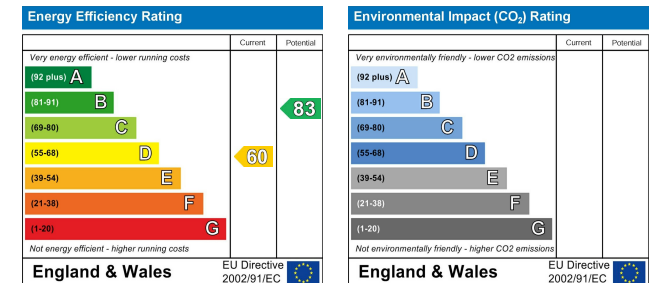 Energy Efficiency Rating
Current Potential
Very energy efficient - lower running costs
(92 plus) A
(81-91) B
83
(69-80) C
(55-68) D
60
(39-54) E
(21-38) F
(1-20) G
Not energy efficient - higher running costs
England & Wales
EU Directive
2002/91/EC
Environmental Impact (CO₂) Rating
Current Potential
Very environmentally friendly - lower CO2 emissions
(92 plus) A
(81-91) B
(69-80) C
(55-68) D
(39-54) E
(21-38) F
(1-20) G
Not environmentally friendly - higher CO2 emissions
England & Wales
EU Directive
2002/91/EC